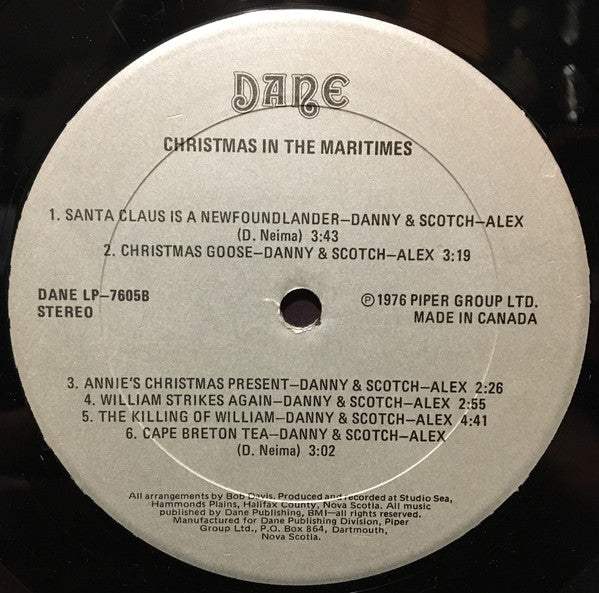 DANE
CHRISTMAS IN THE MARITIMES
1. SANTA CLAUS IS A NEWFOUNDLANDER—DANNY & SCOTCH—ALEX
(D. Neima) 3:43
2. CHRISTMAS GOOSE—DANNY & SCOTCH—ALEX 3:19
DANE LP—7605B
STEREO
℗1976 PIPER GROUP LTD.
MADE IN CANADA
3. ANNIE'S CHRISTMAS PRESENT—DANNY & SCOTCH—ALEX 2:26
4. WILLIAM STRIKES AGAIN—DANNY & SCOTCH—ALEX 2:55
5. THE KILLING OF WILLIAM—DANNY & SCOTCH—ALEX 4:41
6. CAPE BRETON TEA—DANNY & SCOTCH—ALEX
(D. Neima) 3:02
All arrangements by Bob Davis. Produced and recorded at Studio Sea,
Hammonds Plains, Halifax County, Nova Scotia. All music
published by Dane Publishing, BMI—all rights reserved.
Manufactured for Dane Publishing Division, Piper
Group Ltd., P.O. Box 864, Dartmouth,
Nova Scotia.